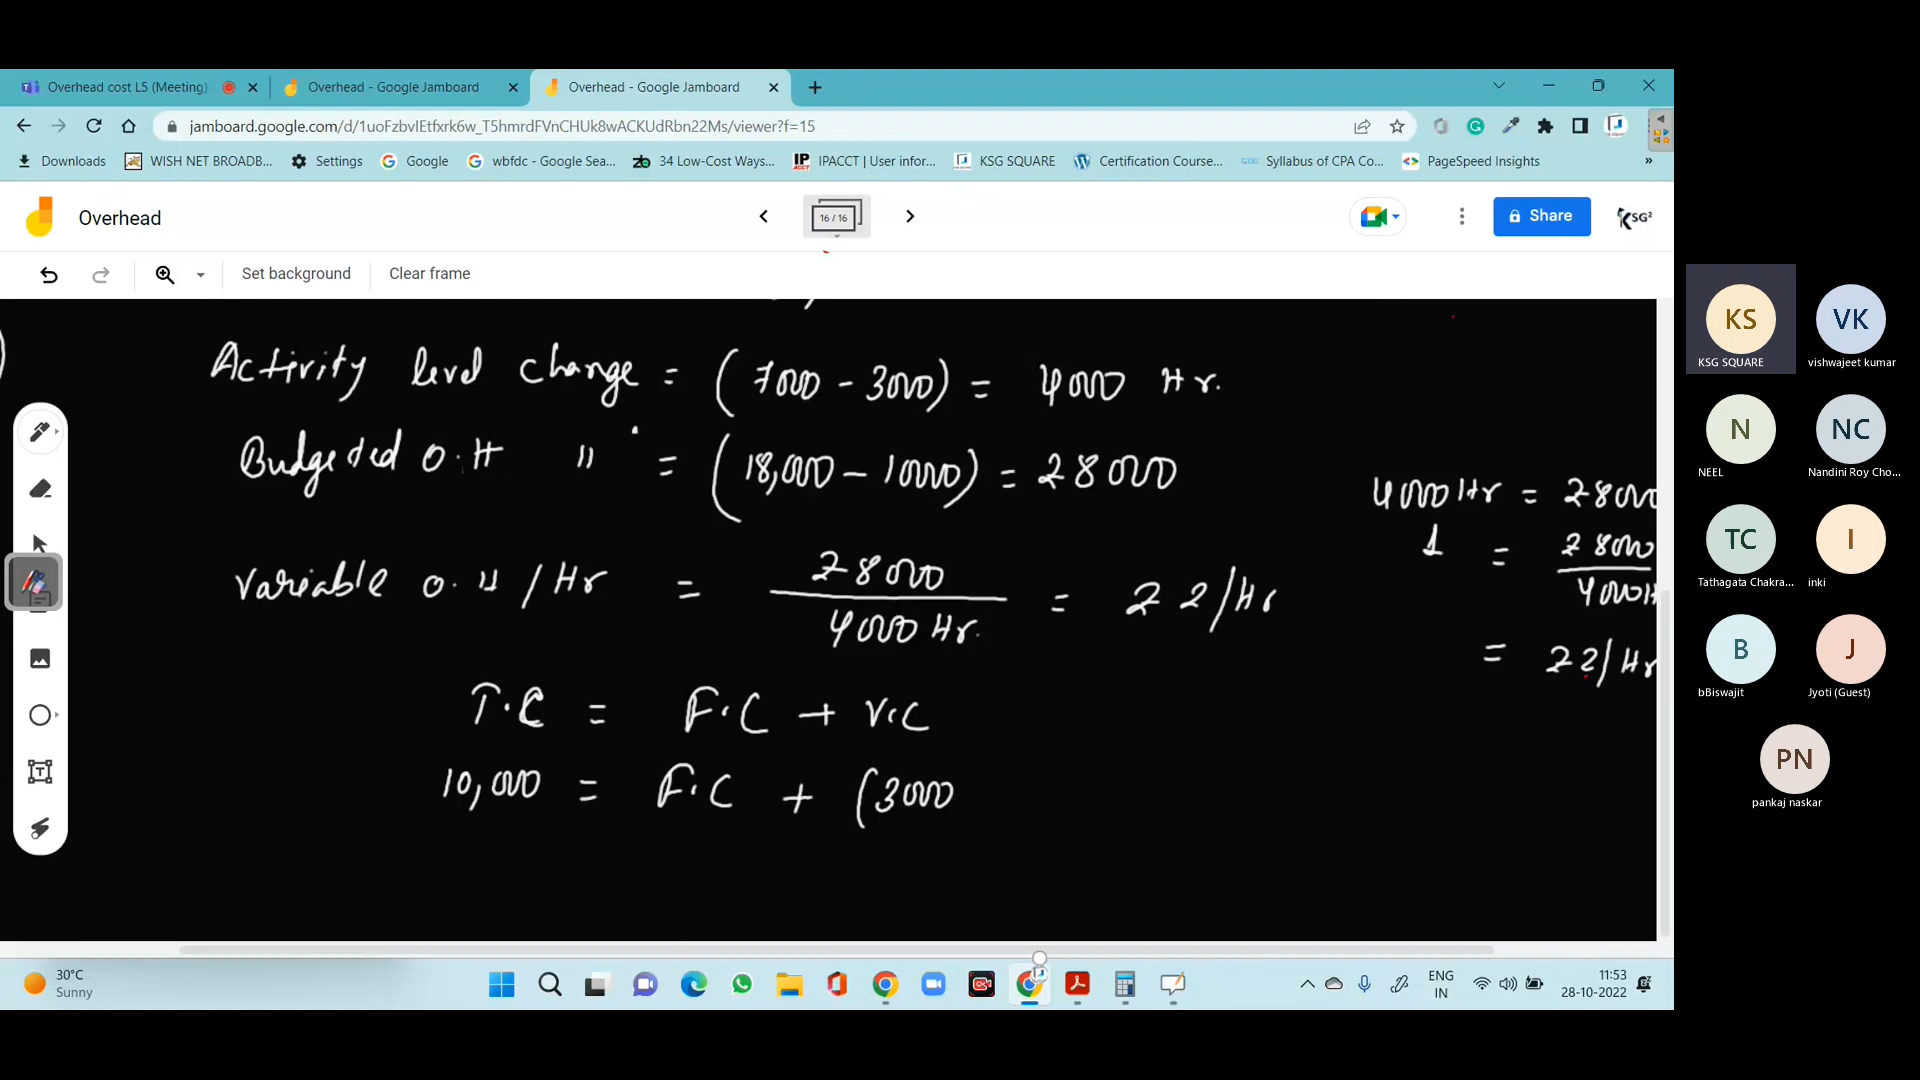 Overhead cost L5 (Meeting)
Overhead - Google Jamboard
Overhead - Google Jamboard
jamboard.google.com/d/1uoFzbvIEtfxrk6w_T5hmrdFVnCHUk8wACKUdRbn22Ms/viewer?f=15
Downloads
WISH NET BROADB...
Settings
Google
wbfdc - Google Sea...
34 Low-Cost Ways...
IPACCT | User infor...
KSG SQUARE
Certification Course...
Syllabus of CPA Co...
PageSpeed Insights
»
Overhead
16 / 16
Share
KSG²
Set background
Clear frame
Activity level change = (7000 - 3000) = 4000 Hr.
Budgeted O.H " = (18,000 - 10000) = 28000
4000 Hr = 28000
1 = 28000
4000H
= 22/Hr
Variable O.H/Hr = 28000
4000 Hr. = 22/Hr
T.C = F.C + V.C
10,000 = F.C + (3000
KS
KSG SQUARE
VK
vishwajeet kumar
N
NEEL
NC
Nandini Roy Cho...
TC
Tathagata Chakra...
I
inki
B
bBiswajit
J
Jyoti (Guest)
PN
pankaj naskar
30°C
Sunny
ENG
IN
11:53
28-10-2022